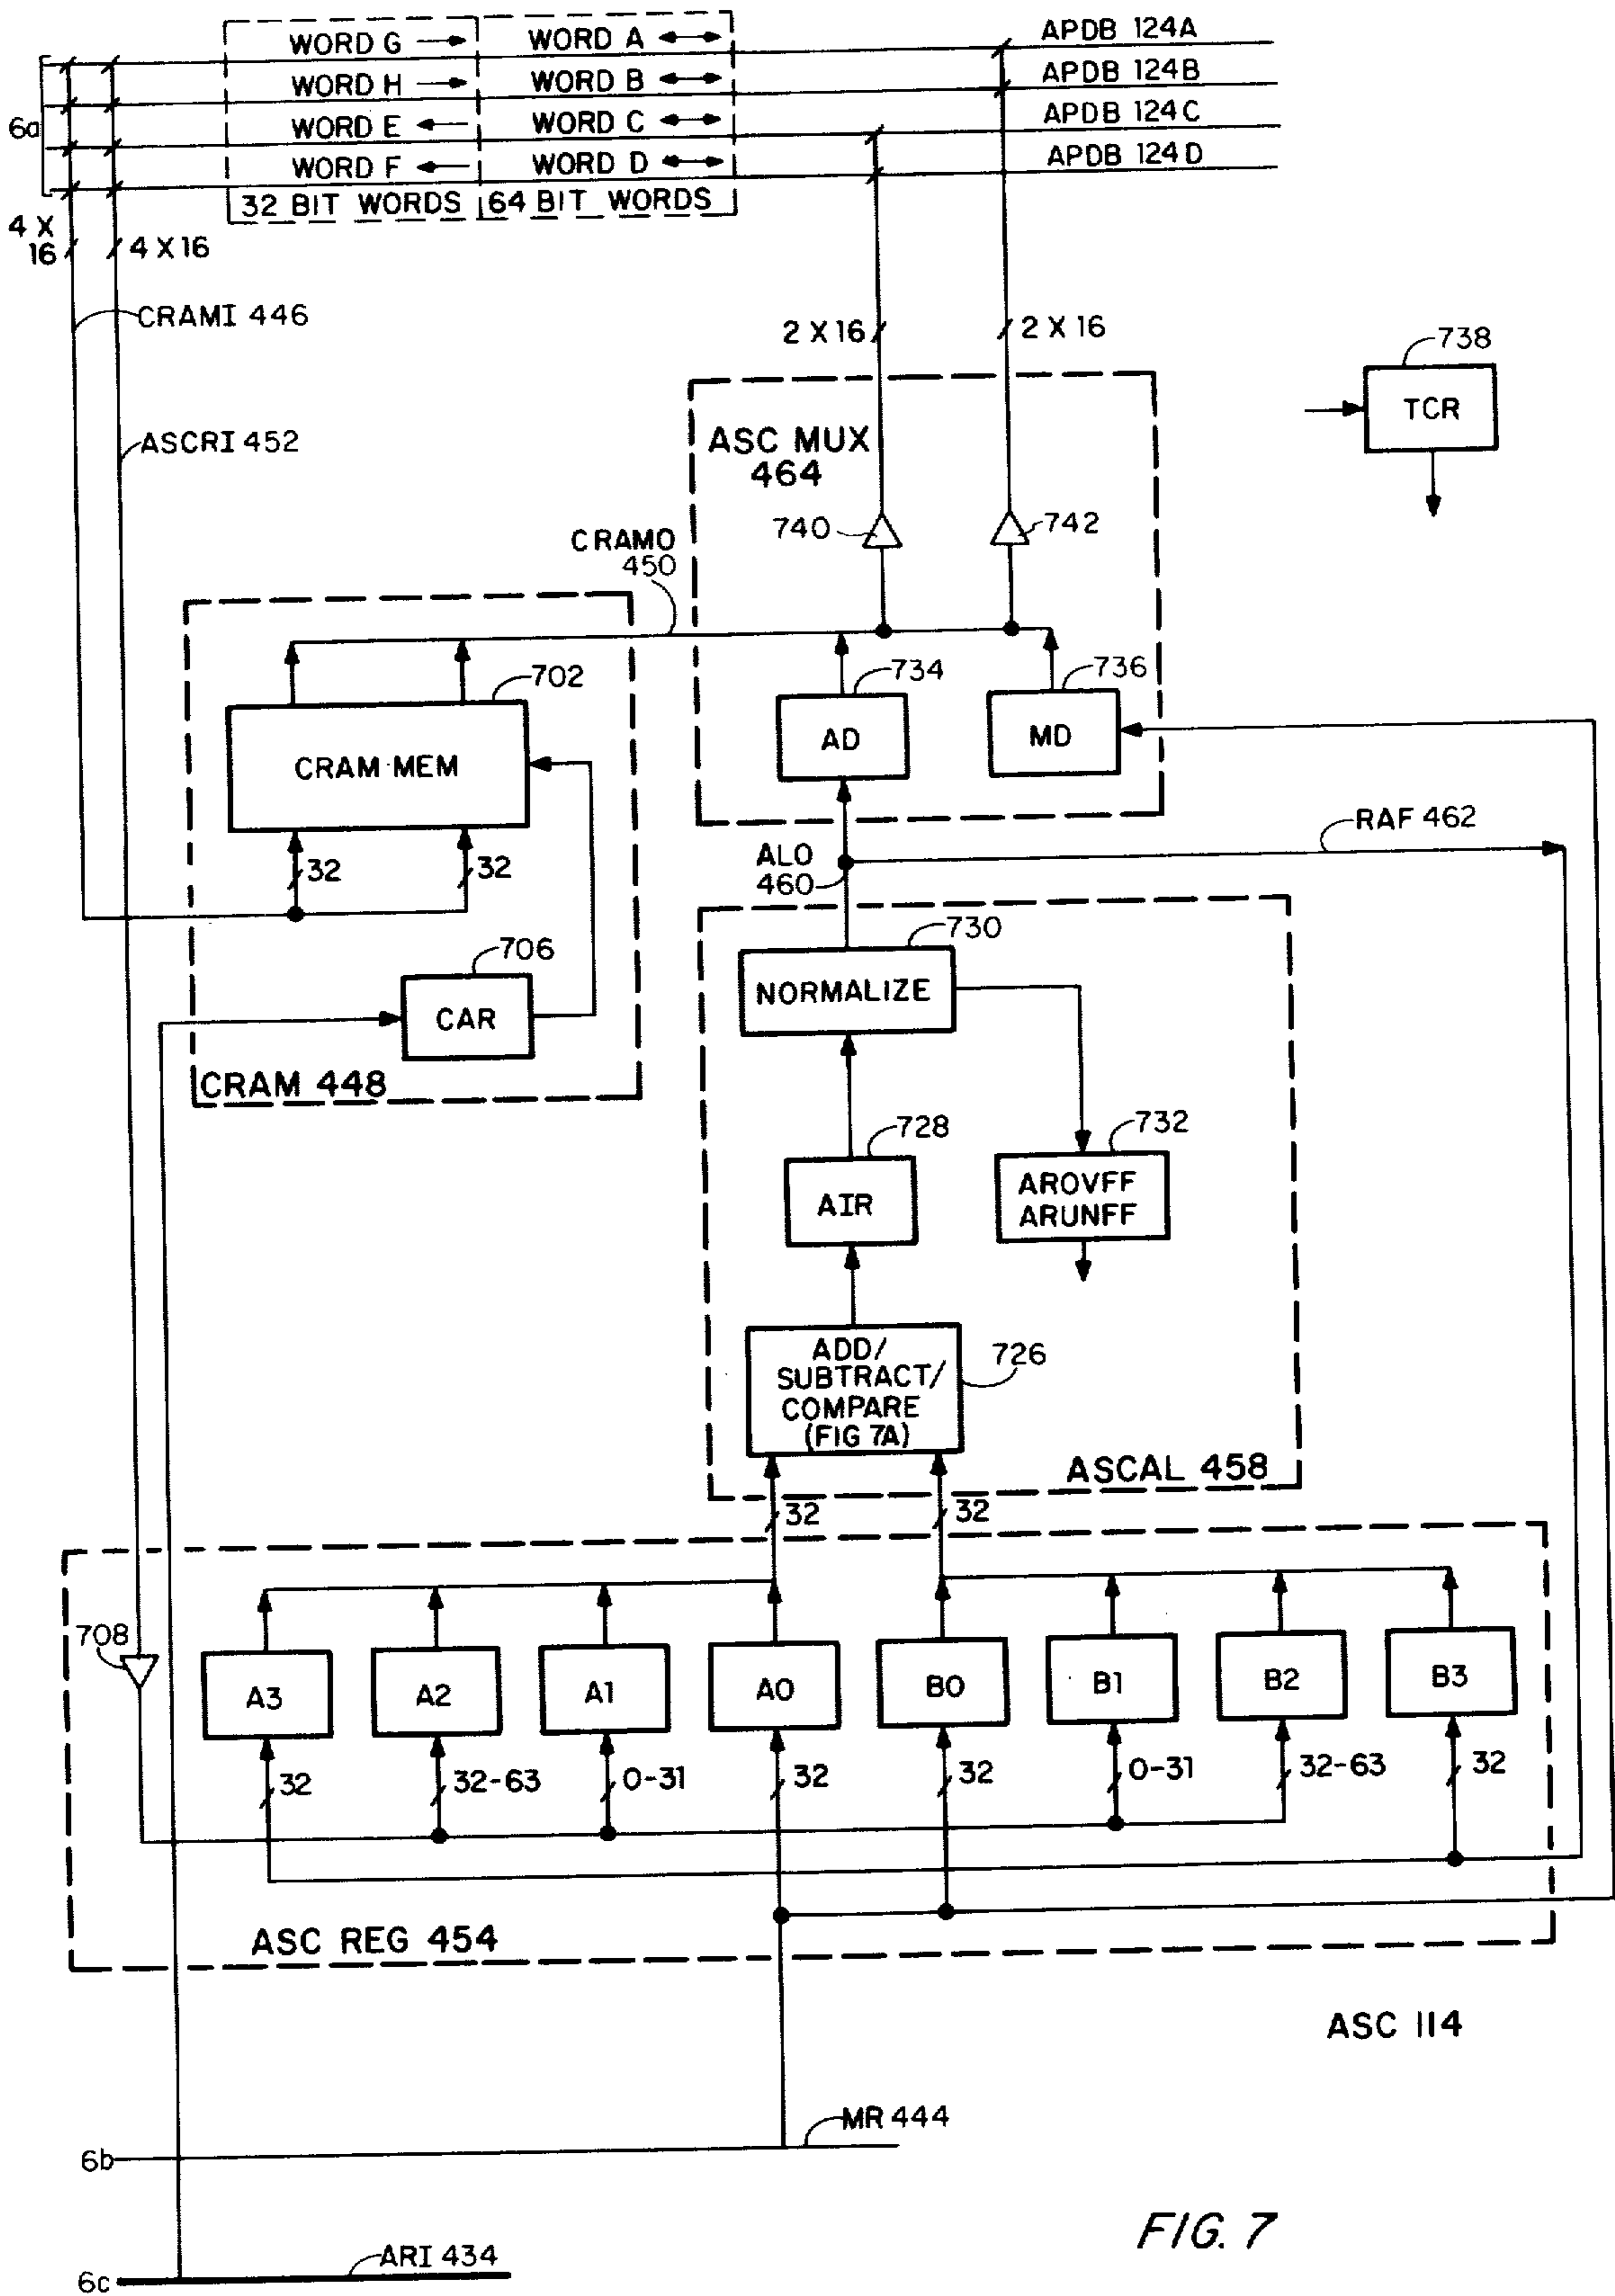 WORD G WORD A APDB 124A
WORD H WORD B APDB 124B
6a WORD E WORD C APDB 124C
WORD F WORD D APDB 124D
32 BIT WORDS 64 BIT WORDS
4 X
16 4 X 16
CRAMI 446
2 X 16 2 X 16
738
TCR
ASCRI 452
ASC MUX
464
740 742
CRAMO
450
702 734 736
CRAM MEM AD MD
RAF 462
32 32
ALO
460
706 730
CAR NORMALIZE
CRAM 448
728 732
AIR AROVFF
ARUNFF
ADD/
SUBTRACT/
COMPARE
(FIG 7A)
726
ASCAL 458
32 32
708
A3 A2 A1 A0 B0 B1 B2 B3
32 32-63 0-31 32 32 0-31 32-63 32
ASC REG 454
ASC 114
MR 444
6b
FIG. 7
ARI 434
6c